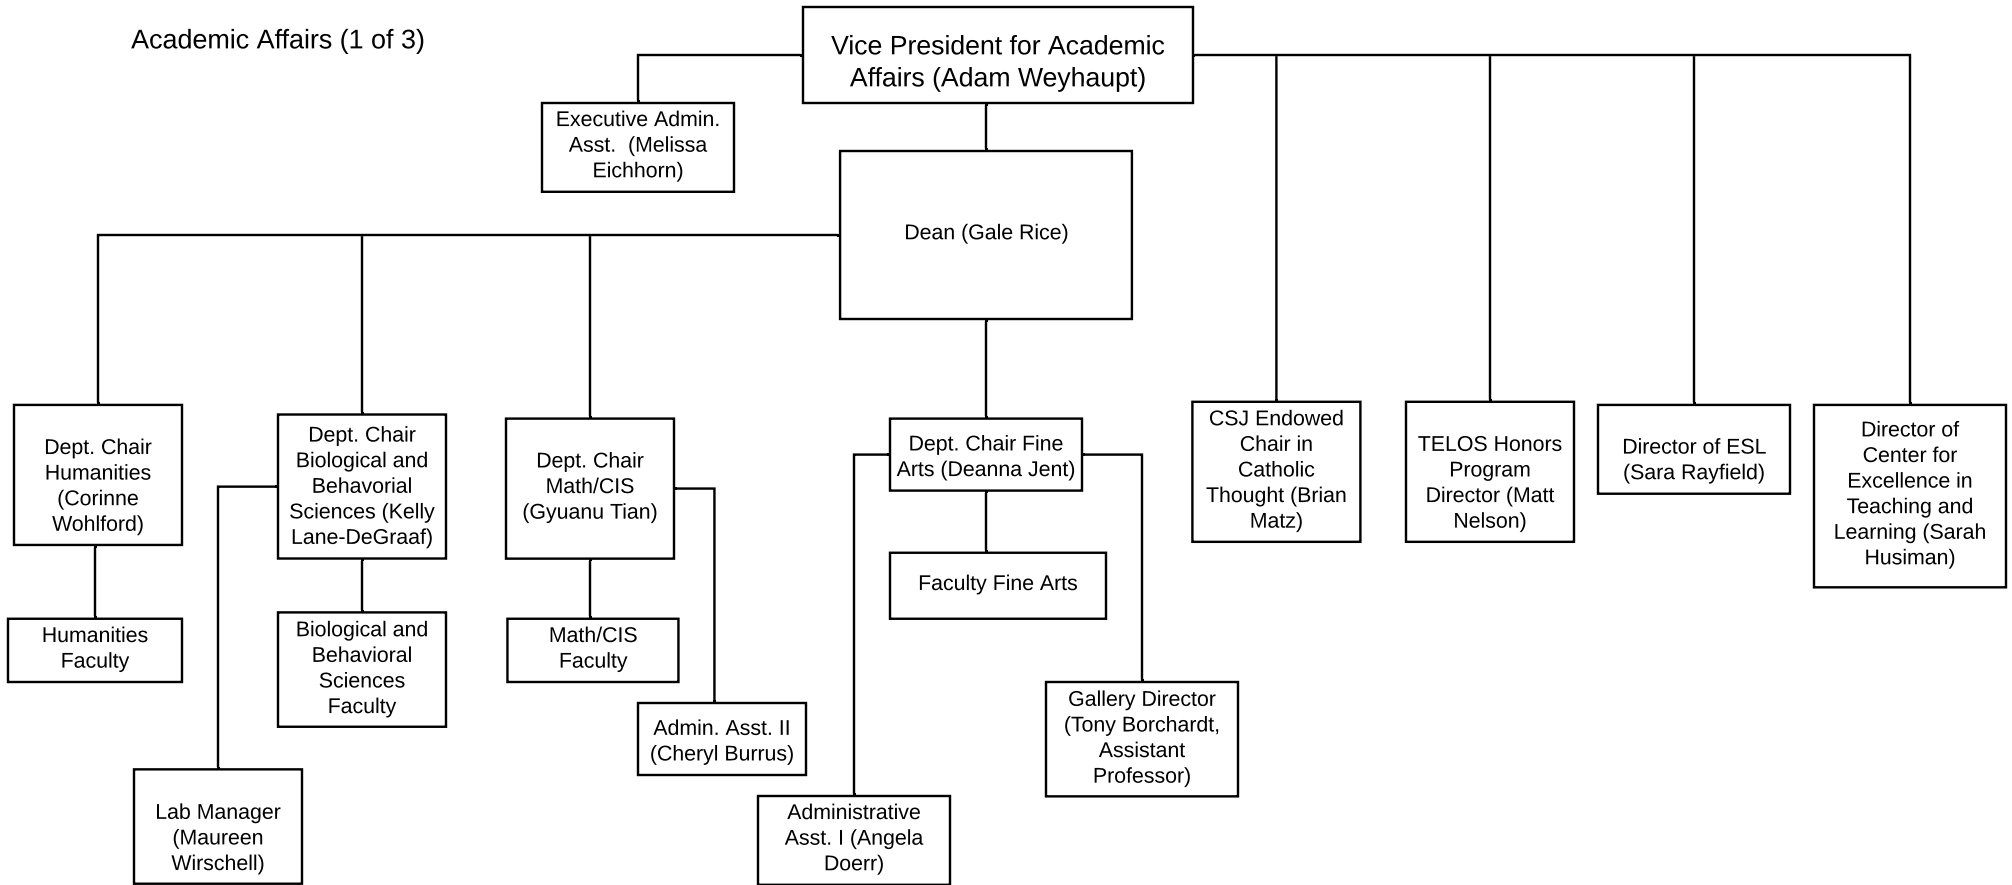 Academic Affairs (1 of 3)
Vice President for Academic
Affairs (Adam Weyhaupt)
Executive Admin.
Asst. (Melissa
Eichhorn)
Dean (Gale Rice)
Dept. Chair
Humanities
(Corinne
Wohlford)
Dept. Chair
Biological and
Behavorial
Sciences (Kelly
Lane-DeGraaf)
Dept. Chair
Math/CIS
(Gyuanu Tian)
Dept. Chair Fine
Arts (Deanna Jent)
CSJ Endowed
Chair in
Catholic
Thought (Brian
Matz)
TELOS Honors
Program
Director (Matt
Nelson)
Director of ESL
(Sara Rayfield)
Director of
Center for
Excellence in
Teaching and
Learning (Sarah
Husiman)
Humanities
Faculty
Biological and
Behavioral
Sciences
Faculty
Math/CIS
Faculty
Faculty Fine Arts
Admin. Asst. II
(Cheryl Burrus)
Gallery Director
(Tony Borchardt,
Assistant
Professor)
Lab Manager
(Maureen
Wirschell)
Administrative
Asst. I (Angela
Doerr)